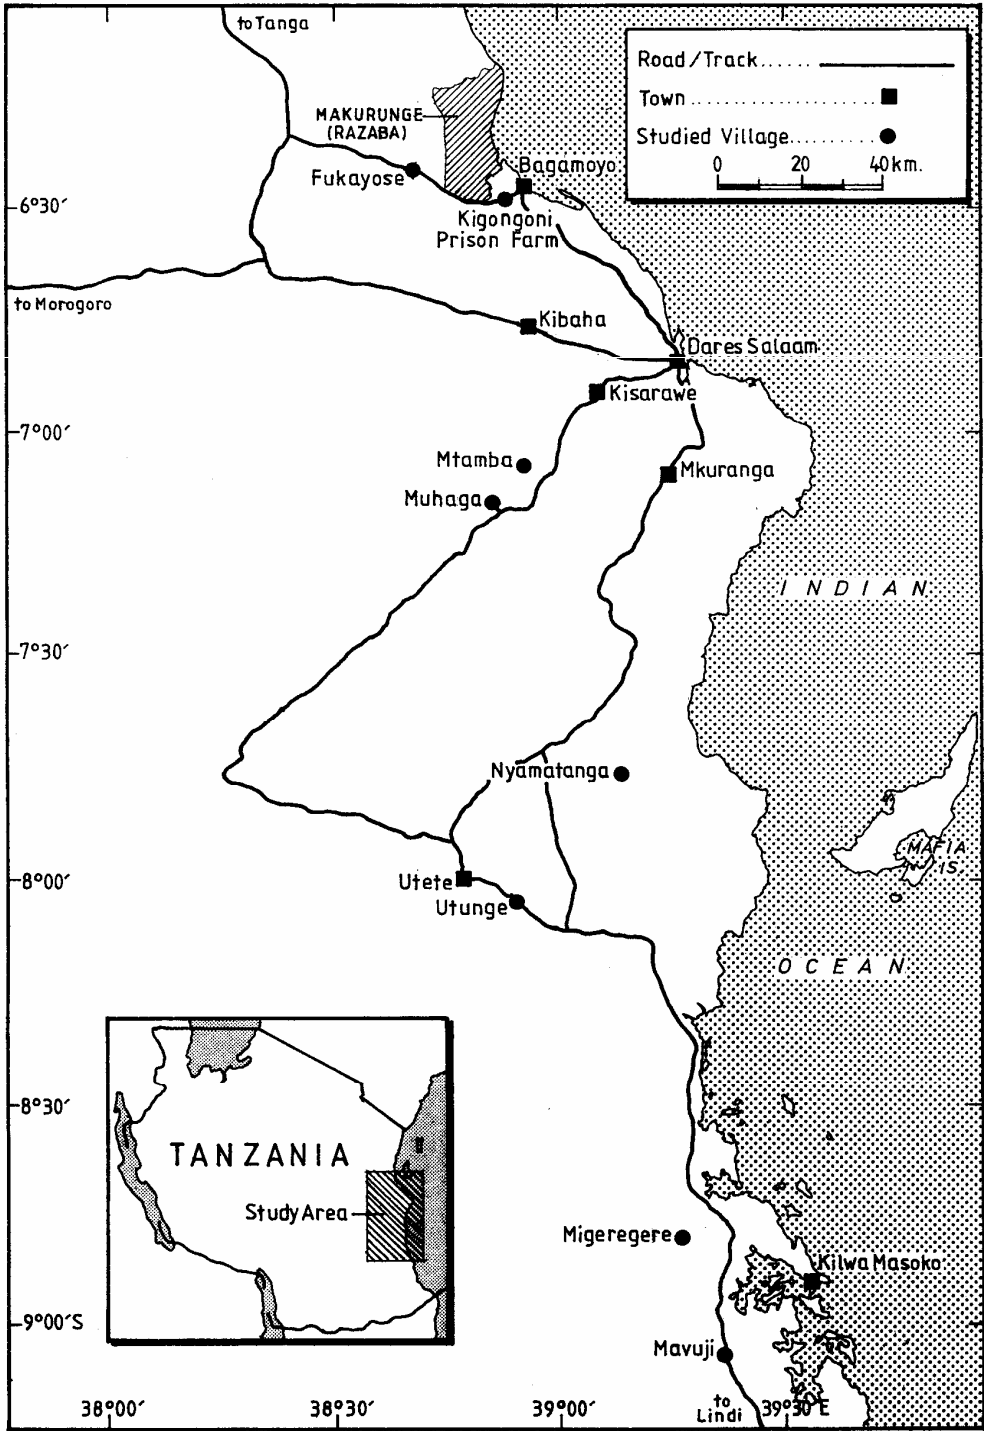 to Tanga
Road/Track......
Town ......................
Studied Village..........
0 20 40 km.
MAKURUNGE
(RAZABA)
Fukayose
Bagamoyo
Kigongoni
Prison Farm
6°30′
to Morogoro
Kibaha
Dares Salaam
Kisarawe
7°00′
Mtamba
Mkuranga
Muhaga
INDIAN
7°30′
Nyamatanga
MAFIA
IS.
8°00′
Utete
Utunge
OCEAN
8°30′
TANZANIA
Study Area
Migeregere
Kilwa Masoko
9°00′S
Mavuji
38°00′
38°30′
39°00′
to
Lindi
39°30′E